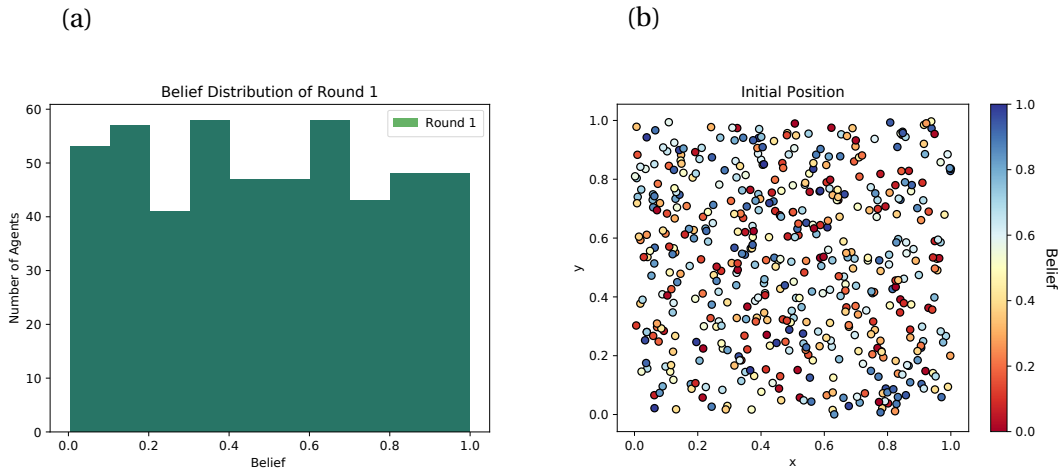 (a)
(b)
Belief Distribution of Round 1
Round 1
60
50
40
30
20
10
0
Number of Agents
0.0 0.2 0.4 0.6 0.8 1.0
Belief
Initial Position
1.0
0.8
0.6
0.4
0.2
0.0
y
0.0 0.2 0.4 0.6 0.8 1.0
x
1.0
0.8
0.6
0.4
0.2
0.0
Belief